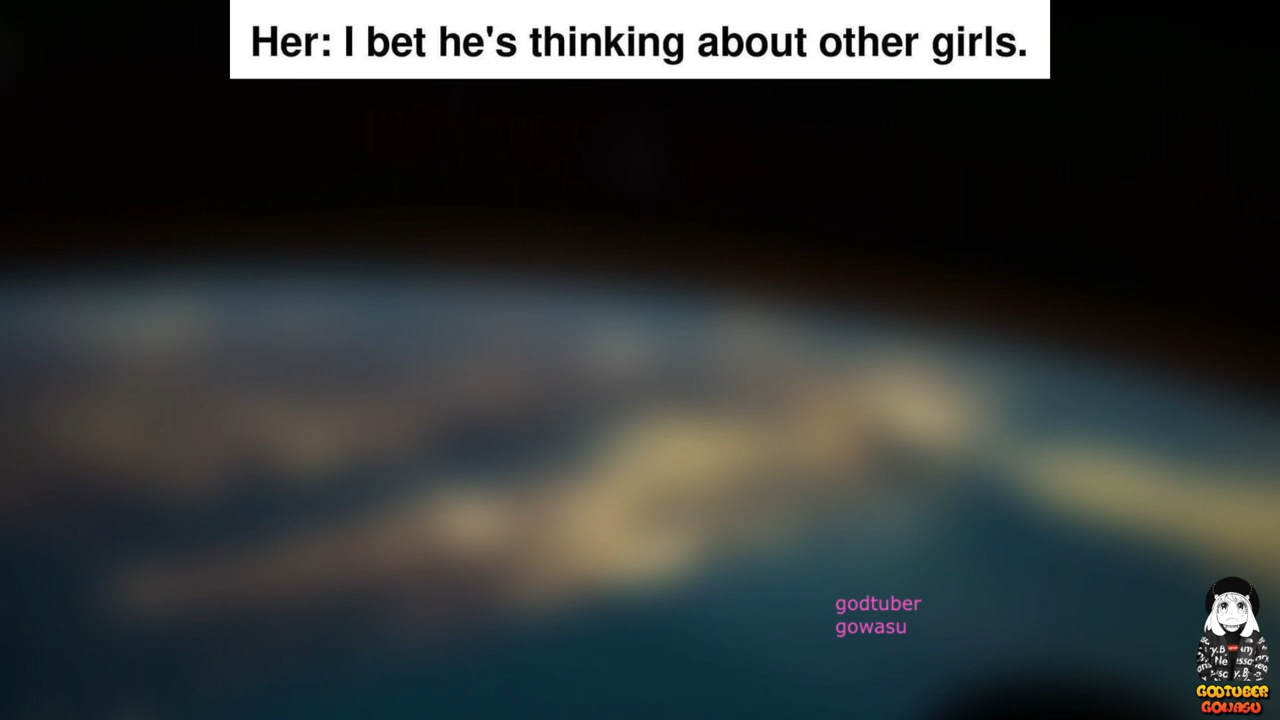 Her: I bet he's thinking about other girls.
godtuber
gowasu
GODTUBER
GOWASU